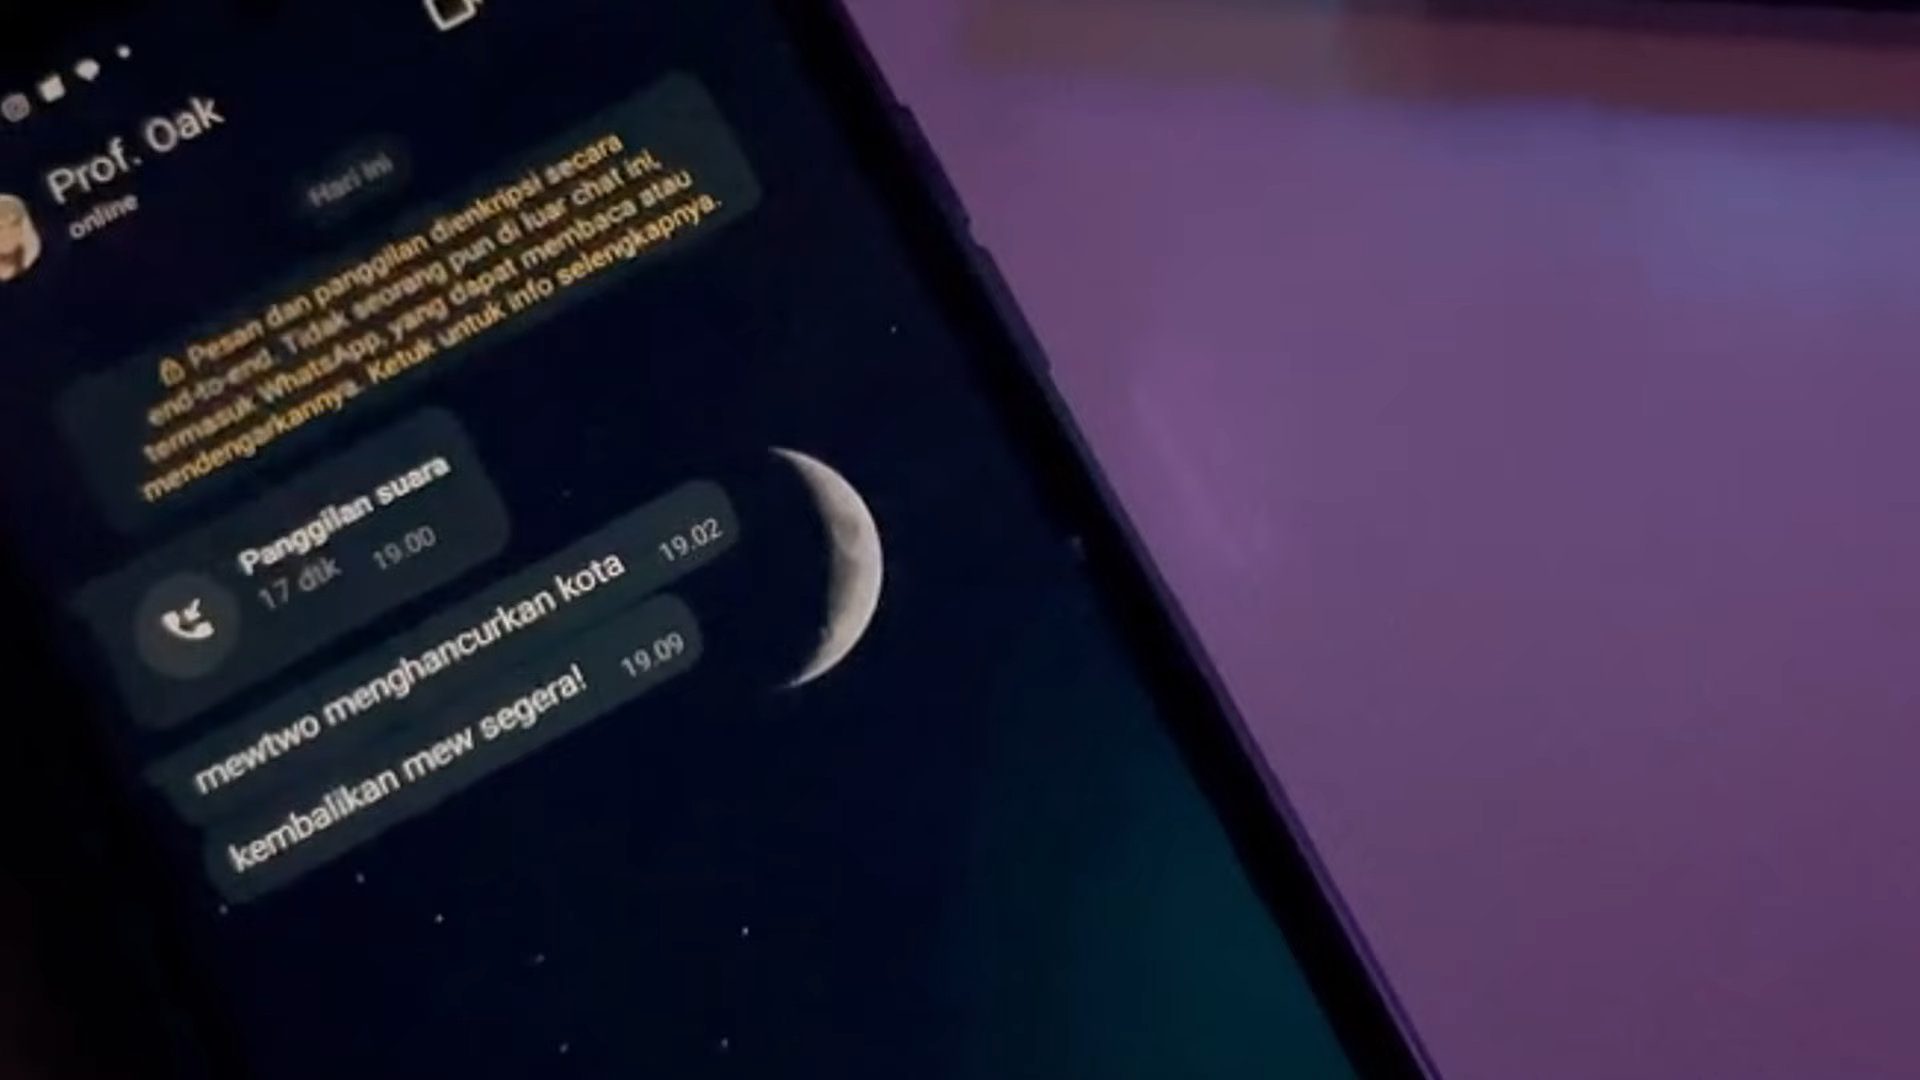 Prof. Oak
online
Hari Ini
Pesan dan panggilan dienkripsi secara
end-to-end. Tidak seorang pun di luar chat ini,
termasuk WhatsApp, yang dapat membaca atau
mendengarkannya. Ketuk untuk info selengkapnya.
Panggilan suara
17 dtk 19.00
mewtwo menghancurkan kota 19.02
kembalikan mew segera! 19.09